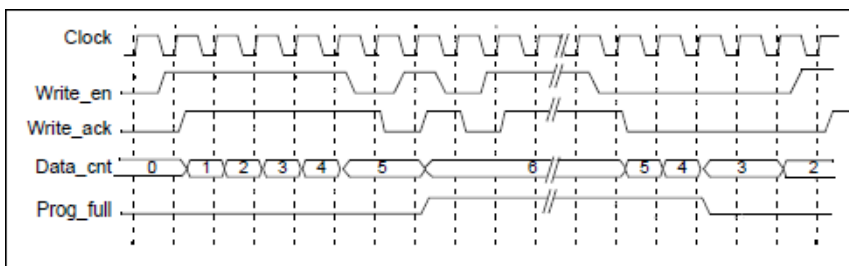 Clock
Write_en
Write_ack
Data_cnt 0 1 2 3 4 5 6 5 4 3 2
Prog_full